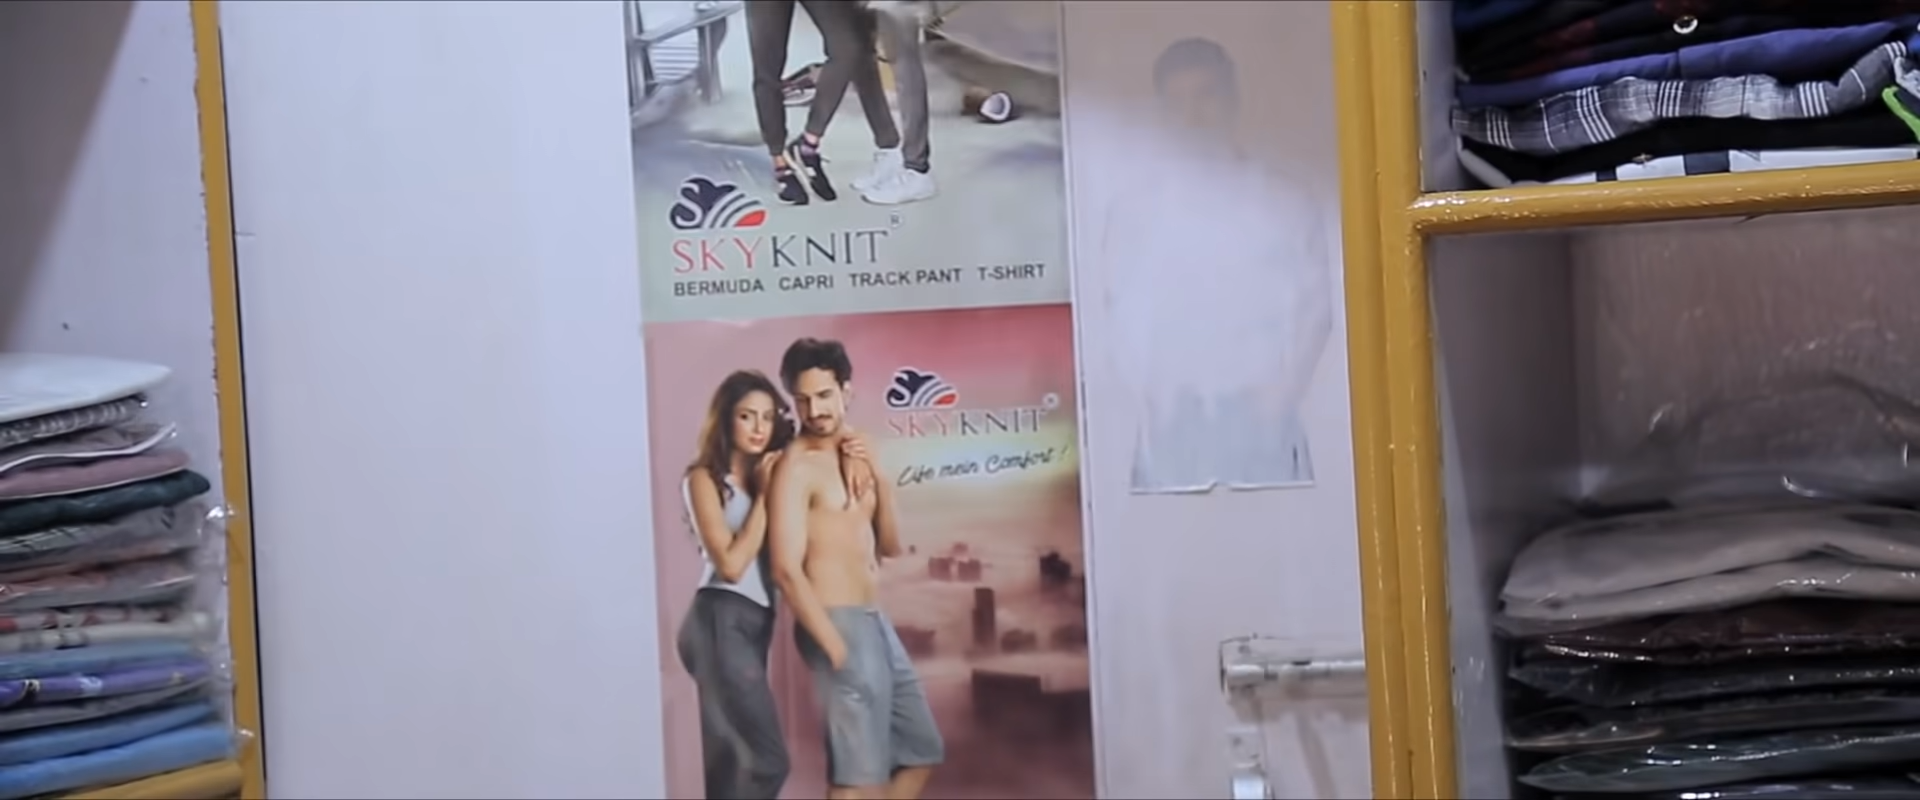 SKYKNIT®
BERMUDA CAPRI TRACK PANT T-SHIRT
SKYKNIT®
Life mein Comfort !